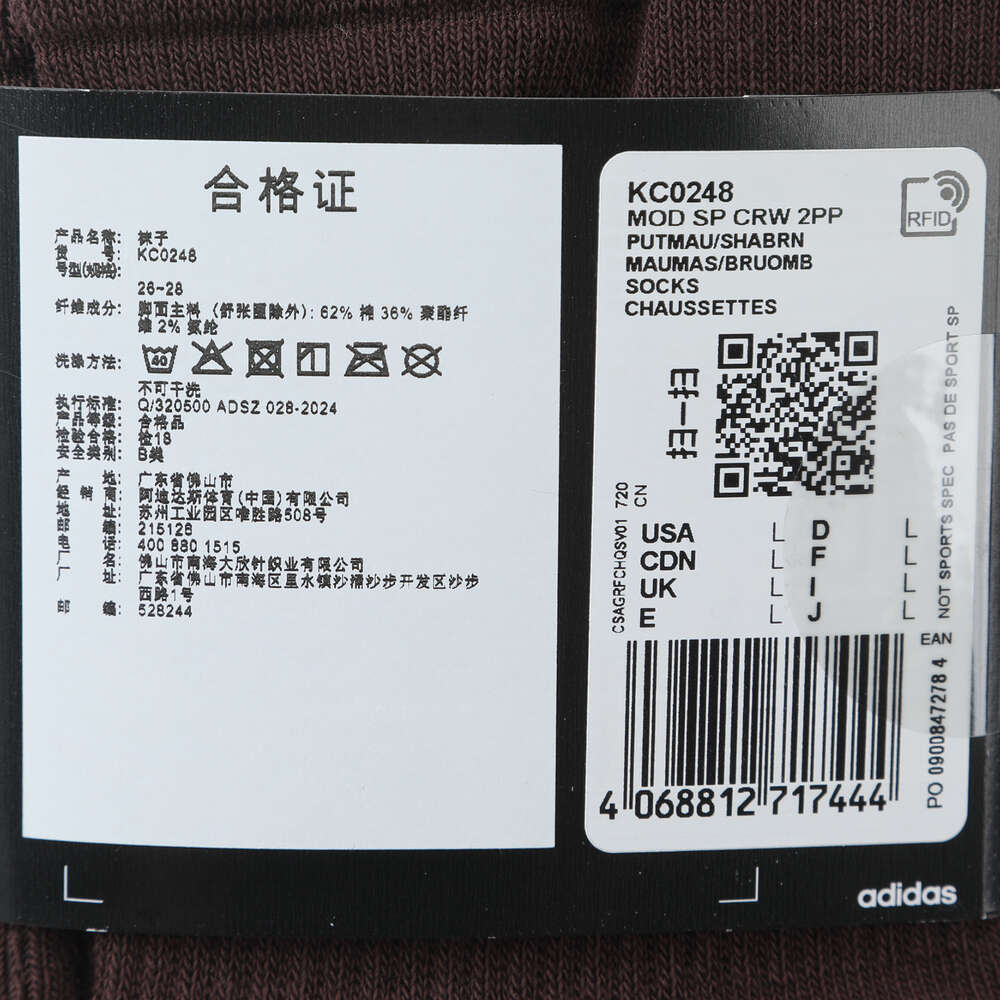 合格证
产品名称: 袜子
货 号: KC0248
号型(规格):
26~28
纤维成分: 脚面主料 (舒张圈除外): 62% 棉 36% 聚酯纤
维 2% 氨纶
洗涤方法: 40
不可干洗
执行标准: Q/320500 ADSZ 028-2024
产品等级: 合格品
检验合格: 检18
安全类别: B类
产 地: 广东省佛山市
经 销 商: 阿迪达斯体育(中国)有限公司
地 址: 苏州工业园区唯胜路508号
邮 编: 215126
电 话: 400 880 1515
厂 名: 佛山市南海大欣针织业有限公司
厂 址: 广东省佛山市南海区里水镇沙涌沙步开发区沙步
西路1号
邮 编: 528244
KC0248
MOD SP CRW 2PP
PUTMAU/SHABRN
MAUMAS/BRUOMB
SOCKS
CHAUSSETTES
RFID
扫一扫
CSAGRFCHQSV01 720
CN
USA L D L
CDN L F L
UK L I L
E L J L
NOT SPORTS SPEC PAS DE SPORT SP
EAN
PO 0900847278 4
4 068812 717444
adidas